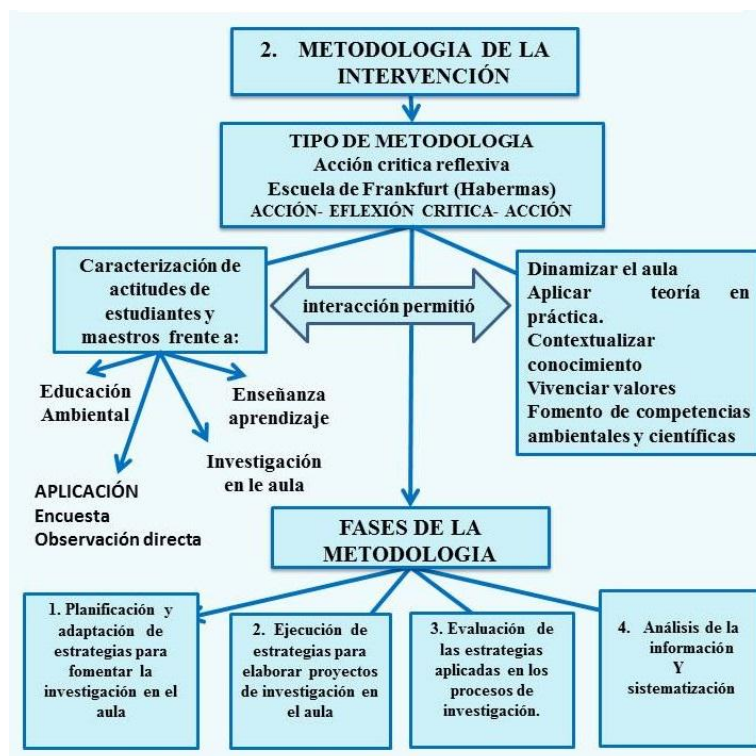 2. METODOLOGIA DE LA
INTERVENCIÓN
TIPO DE METODOLOGIA
Acción critica reflexiva
Escuela de Frankfurt (Habermas)
ACCIÓN- EFLEXIÓN CRITICA- ACCIÓN
Caracterización de
actitudes de
estudiantes y
maestros frente a:
interacción permitió
Dinamizar el aula
Aplicar teoría en
práctica.
Contextualizar
conocimiento
Vivenciar valores
Fomento de competencias
ambientales y científicas
Educación
Ambiental
Enseñanza
aprendizaje
Investigación
en le aula
APLICACIÓN
Encuesta
Observación directa
FASES DE LA
METODOLOGIA
1. Planificación y
adaptación de
estrategias para
fomentar la
investigación en el
aula
2. Ejecución de
estrategias para
elaborar proyectos
de investigación en
el aula
3. Evaluación de
las estrategias
aplicadas en los
procesos de
investigación.
4. Análisis de la
información
Y
sistematización